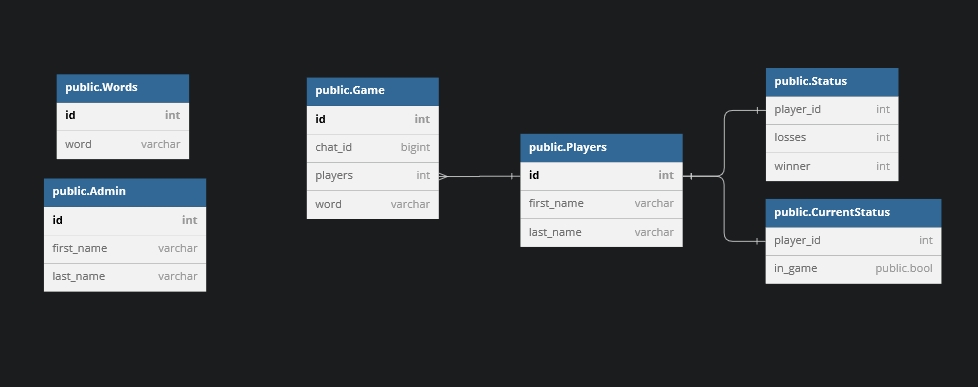 public.Words
id int
word varchar
public.Admin
id int
first_name varchar
last_name varchar
public.Game
id int
chat_id bigint
players int
word varchar
public.Players
id int
first_name varchar
last_name varchar
public.Status
player_id int
losses int
winner int
public.CurrentStatus
player_id int
in_game public.bool